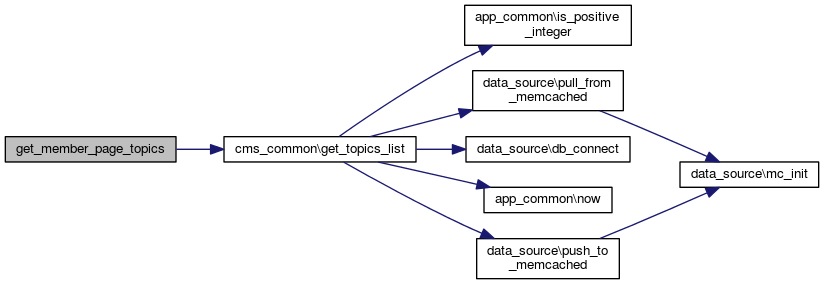 app_common\is_positive
_integer
data_source\pull_from
_memcached
get_member_page_topics
cms_common\get_topics_list
data_source\db_connect
data_source\mc_init
app_common\now
data_source\push_to
_memcached